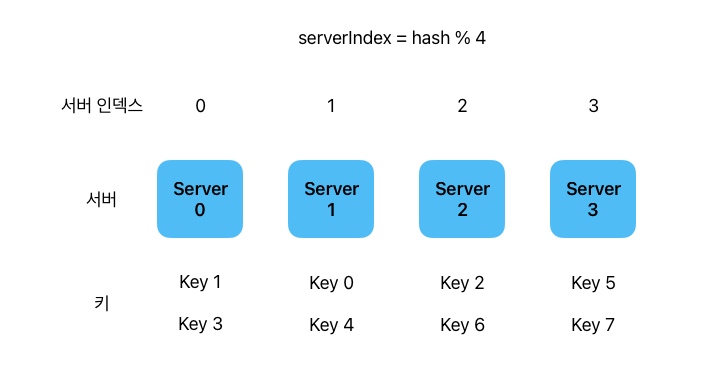 serverIndex = hash % 4
서버 인덱스 0 1 2 3
서버 Server 0 Server 1 Server 2 Server 3
키
Key 1 Key 0 Key 2 Key 5
Key 3 Key 4 Key 6 Key 7